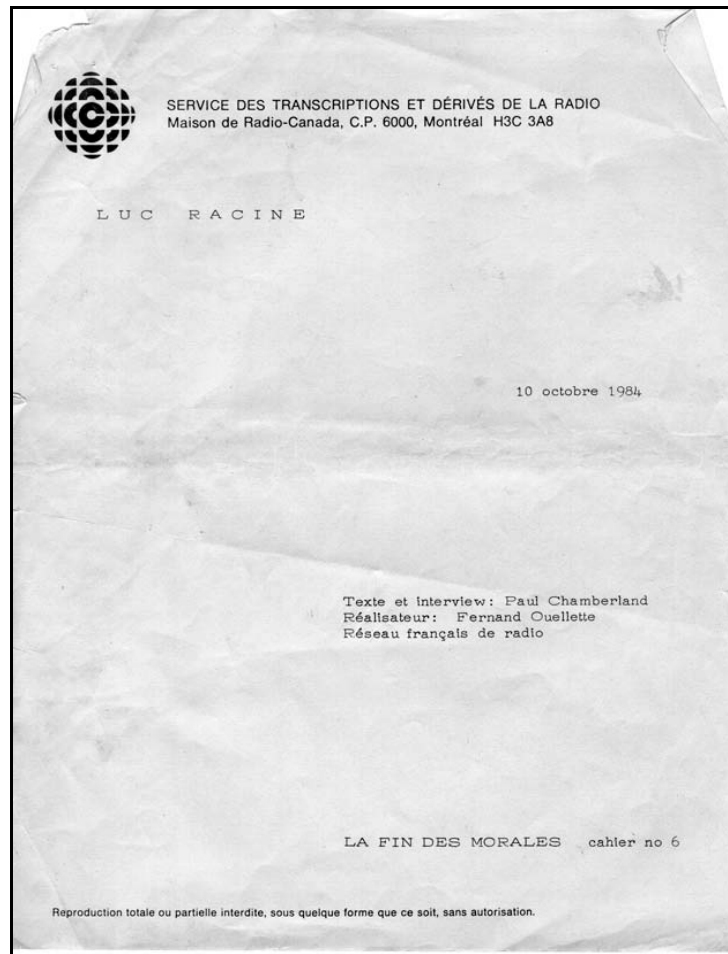 SERVICE DES TRANSCRIPTIONS ET DÉRIVÉS DE LA RADIO
Maison de Radio-Canada, C.P. 6000, Montréal H3C 3A8
LUC RACINE
10 octobre 1984
Texte et interview: Paul Chamberland
Réalisateur: Fernand Ouellette
Réseau français de radio
LA FIN DES MORALES cahier no 6
Reproduction totale ou partielle interdite, sous quelque forme que ce soit, sans autorisation.